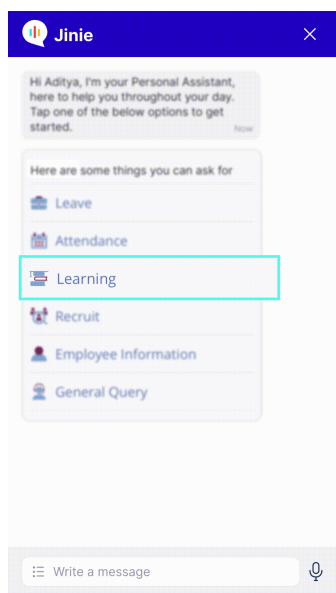 Jinie
Hi Aditya, I'm your Personal Assistant,
here to help you throughout your day.
Tap one of the below options to get
started.
Now
Here are some things you can ask for
Leave
Attendance
Learning
Recruit
Employee Information
General Query
Write a message